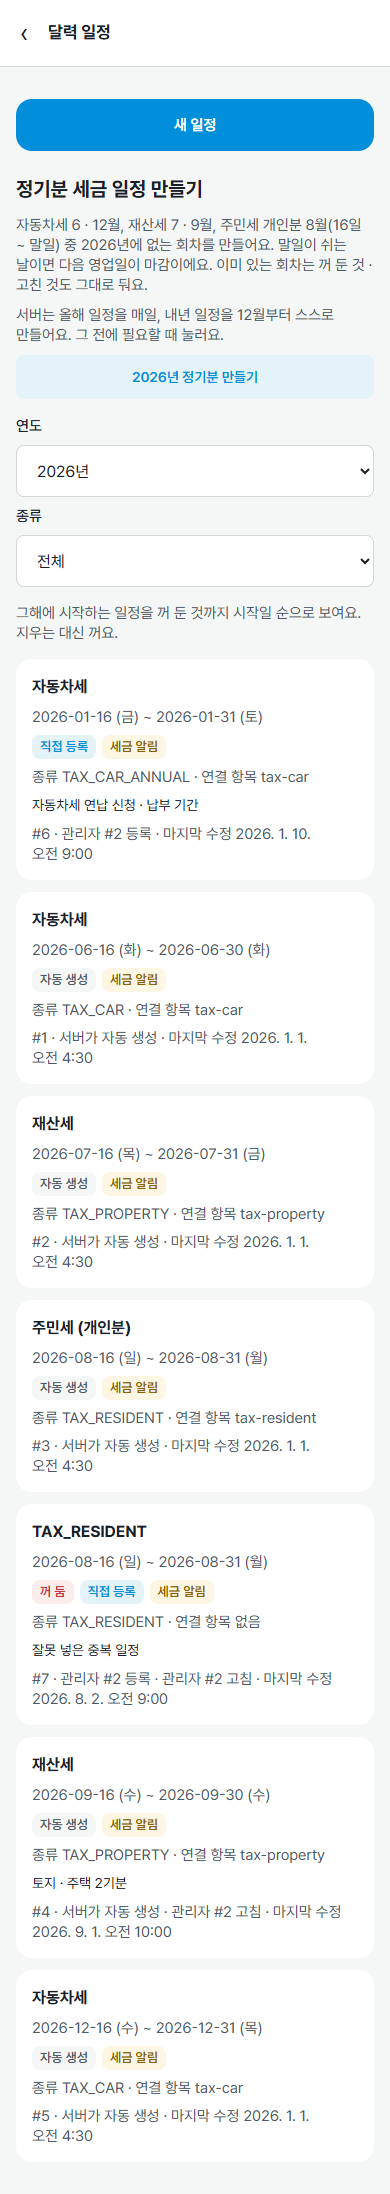 ‹ 달력 일정
새 일정
정기분 세금 일정 만들기
자동차세 6 · 12월, 재산세 7 · 9월, 주민세 개인분 8월(16일
~ 말일) 중 2026년에 없는 회차를 만들어요. 말일이 쉬는
날이면 다음 영업일이 마감이에요. 이미 있는 회차는 꺼 둔 것 ·
고친 것도 그대로 둬요.
서버는 올해 일정을 매일, 내년 일정을 12월부터 스스로
만들어요. 그 전에 필요할 때 눌러요.
2026년 정기분 만들기
연도
2026년
종류
전체
그해에 시작하는 일정을 꺼 둔 것까지 시작일 순으로 보여요.
지우는 대신 꺼요.
자동차세
2026-01-16 (금) ~ 2026-01-31 (토)
직접 등록 세금 알림
종류 TAX_CAR_ANNUAL · 연결 항목 tax-car
자동차세 연납 신청 · 납부 기간
#6 · 관리자 #2 등록 · 마지막 수정 2026. 1. 10.
오전 9:00
자동차세
2026-06-16 (화) ~ 2026-06-30 (화)
자동 생성 세금 알림
종류 TAX_CAR · 연결 항목 tax-car
#1 · 서버가 자동 생성 · 마지막 수정 2026. 1. 1.
오전 4:30
재산세
2026-07-16 (목) ~ 2026-07-31 (금)
자동 생성 세금 알림
종류 TAX_PROPERTY · 연결 항목 tax-property
#2 · 서버가 자동 생성 · 마지막 수정 2026. 1. 1.
오전 4:30
주민세 (개인분)
2026-08-16 (일) ~ 2026-08-31 (월)
자동 생성 세금 알림
종류 TAX_RESIDENT · 연결 항목 tax-resident
#3 · 서버가 자동 생성 · 마지막 수정 2026. 1. 1.
오전 4:30
TAX_RESIDENT
2026-08-16 (일) ~ 2026-08-31 (월)
꺼 둠 직접 등록 세금 알림
종류 TAX_RESIDENT · 연결 항목 없음
잘못 넣은 중복 일정
#7 · 관리자 #2 등록 · 관리자 #2 고침 · 마지막 수정
2026. 8. 2. 오전 9:00
재산세
2026-09-16 (수) ~ 2026-09-30 (수)
자동 생성 세금 알림
종류 TAX_PROPERTY · 연결 항목 tax-property
토지 · 주택 2기분
#4 · 서버가 자동 생성 · 관리자 #2 고침 · 마지막 수정
2026. 9. 1. 오전 10:00
자동차세
2026-12-16 (수) ~ 2026-12-31 (목)
자동 생성 세금 알림
종류 TAX_CAR · 연결 항목 tax-car
#5 · 서버가 자동 생성 · 마지막 수정 2026. 1. 1.
오전 4:30